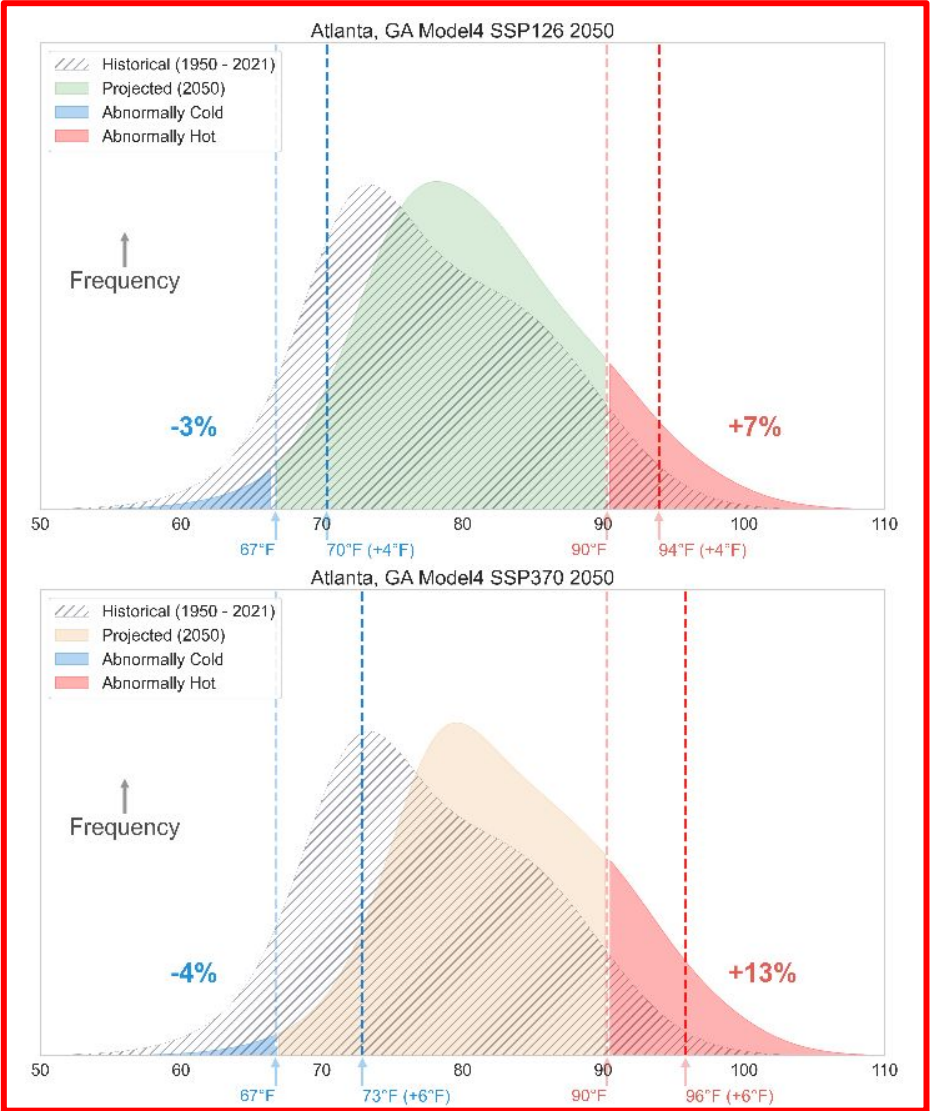 Atlanta, GA Model4 SSP126 2050
Historical (1950 - 2021)
Projected (2050)
Abnormally Cold
Abnormally Hot
Frequency
-3%
+7%
50 60 70 80 90 100 110
67°F 70°F (+4°F) 90°F 94°F (+4°F)
Atlanta, GA Model4 SSP370 2050
Historical (1950 - 2021)
Projected (2050)
Abnormally Cold
Abnormally Hot
Frequency
-4%
+13%
50 60 70 80 90 100 110
67°F 73°F (+6°F) 90°F 96°F (+6°F)